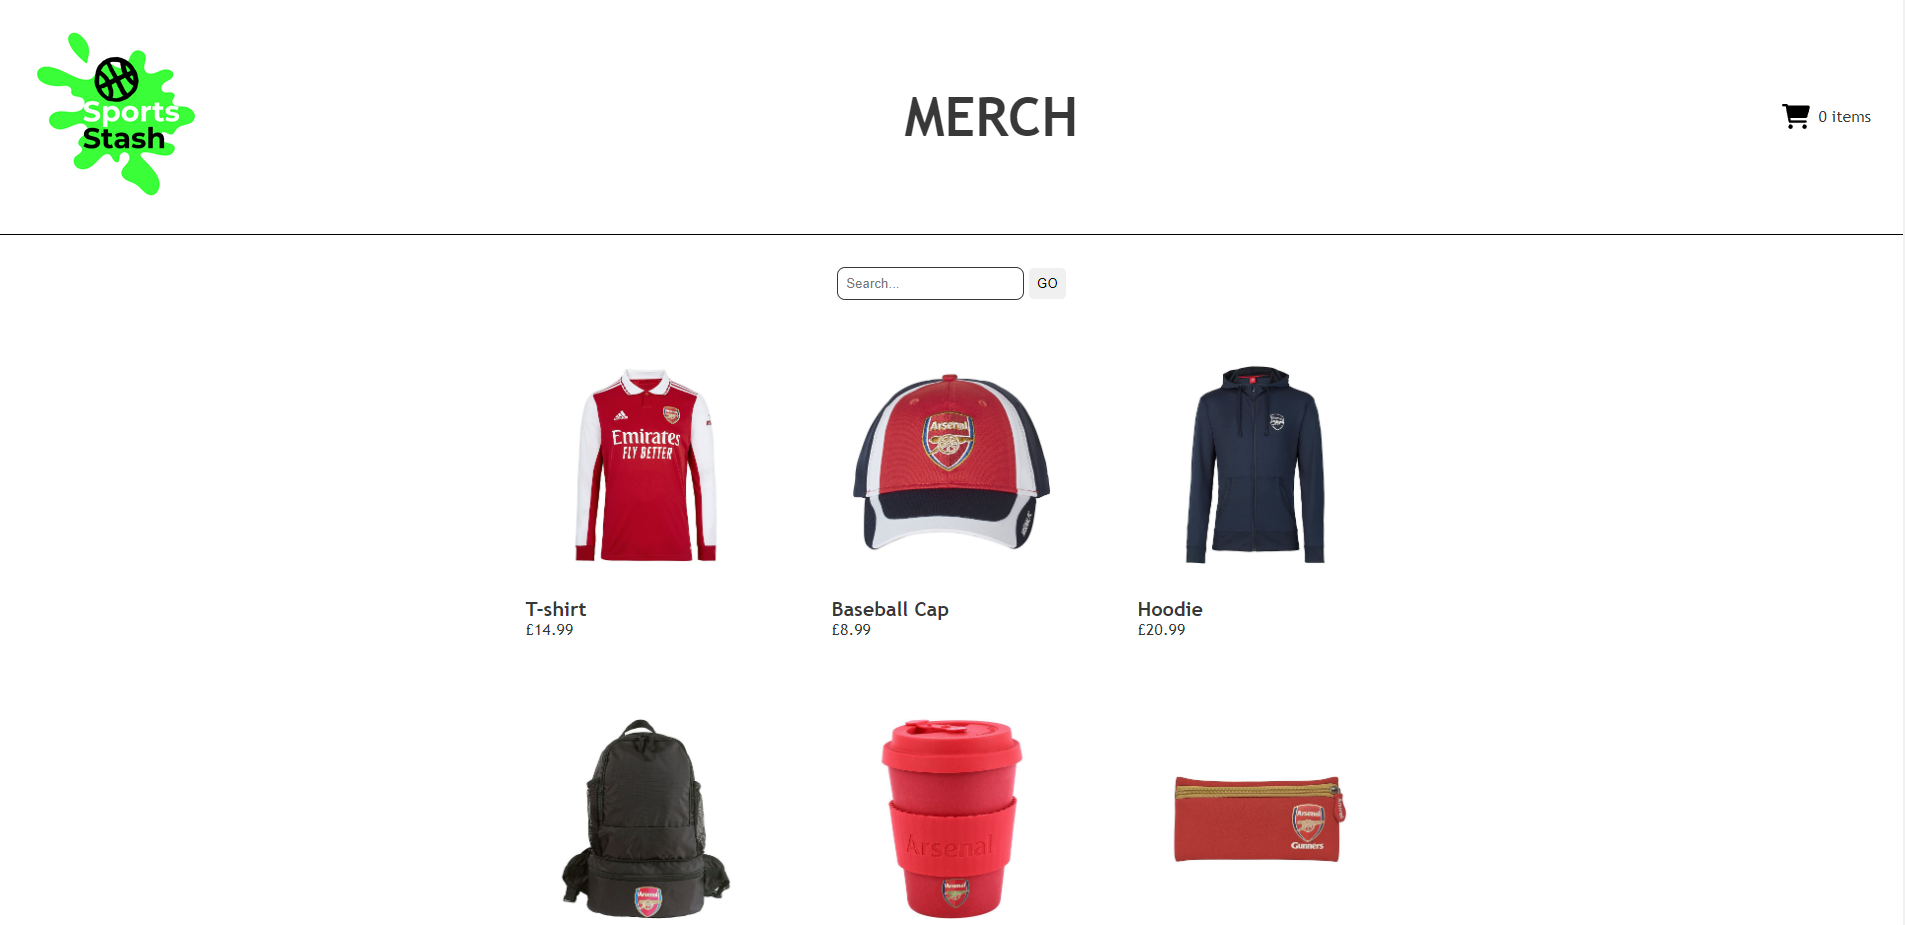 Sports
Stash
MERCH
0 items
Search...
GO
Emirates
FLY BETTER
Arsenal
T-shirt
£14.99
Baseball Cap
£8.99
Hoodie
£20.99
Arsenal
Arsenal
Arsenal
Gunners